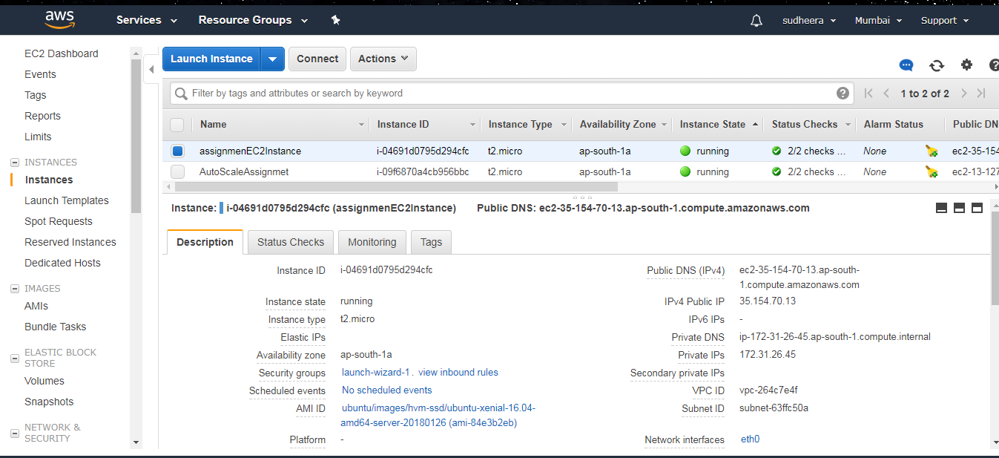 aws Services Resource Groups sudheera Mumbai Support
EC2 Dashboard
Events
Tags
Reports
Limits
INSTANCES
Instances
Launch Templates
Spot Requests
Reserved Instances
Dedicated Hosts
IMAGES
AMIs
Bundle Tasks
ELASTIC BLOCK
STORE
Volumes
Snapshots
NETWORK &
SECURITY
Launch Instance Connect Actions
Filter by tags and attributes or search by keyword ? 1 to 2 of 2
Name Instance ID Instance Type Availability Zone Instance State Status Checks Alarm Status Public DN
assignmenEC2Instance i-04691d0795d294cfc t2.micro ap-south-1a running 2/2 checks ... None ec2-35-154
AutoScaleAssignmet i-09f6870a4cb956bbc t2.micro ap-south-1a running 2/2 checks ... None ec2-13-127
Instance: i-04691d0795d294cfc (assignmenEC2Instance) Public DNS: ec2-35-154-70-13.ap-south-1.compute.amazonaws.com
Description Status Checks Monitoring Tags
Instance ID i-04691d0795d294cfc
Instance state running
Instance type t2.micro
Elastic IPs
Availability zone ap-south-1a
Security groups launch-wizard-1 . view inbound rules
Scheduled events No scheduled events
AMI ID ubuntu/images/hvm-ssd/ubuntu-xenial-16.04-
amd64-server-20180126 (ami-84e3b2eb)
Platform -
Public DNS (IPv4) ec2-35-154-70-13.ap-south-
1.compute.amazonaws.com
IPv4 Public IP 35.154.70.13
IPv6 IPs -
Private DNS ip-172-31-26-45.ap-south-1.compute.internal
Private IPs 172.31.26.45
Secondary private IPs
VPC ID vpc-264c7e4f
Subnet ID subnet-63ffc50a
Network interfaces eth0